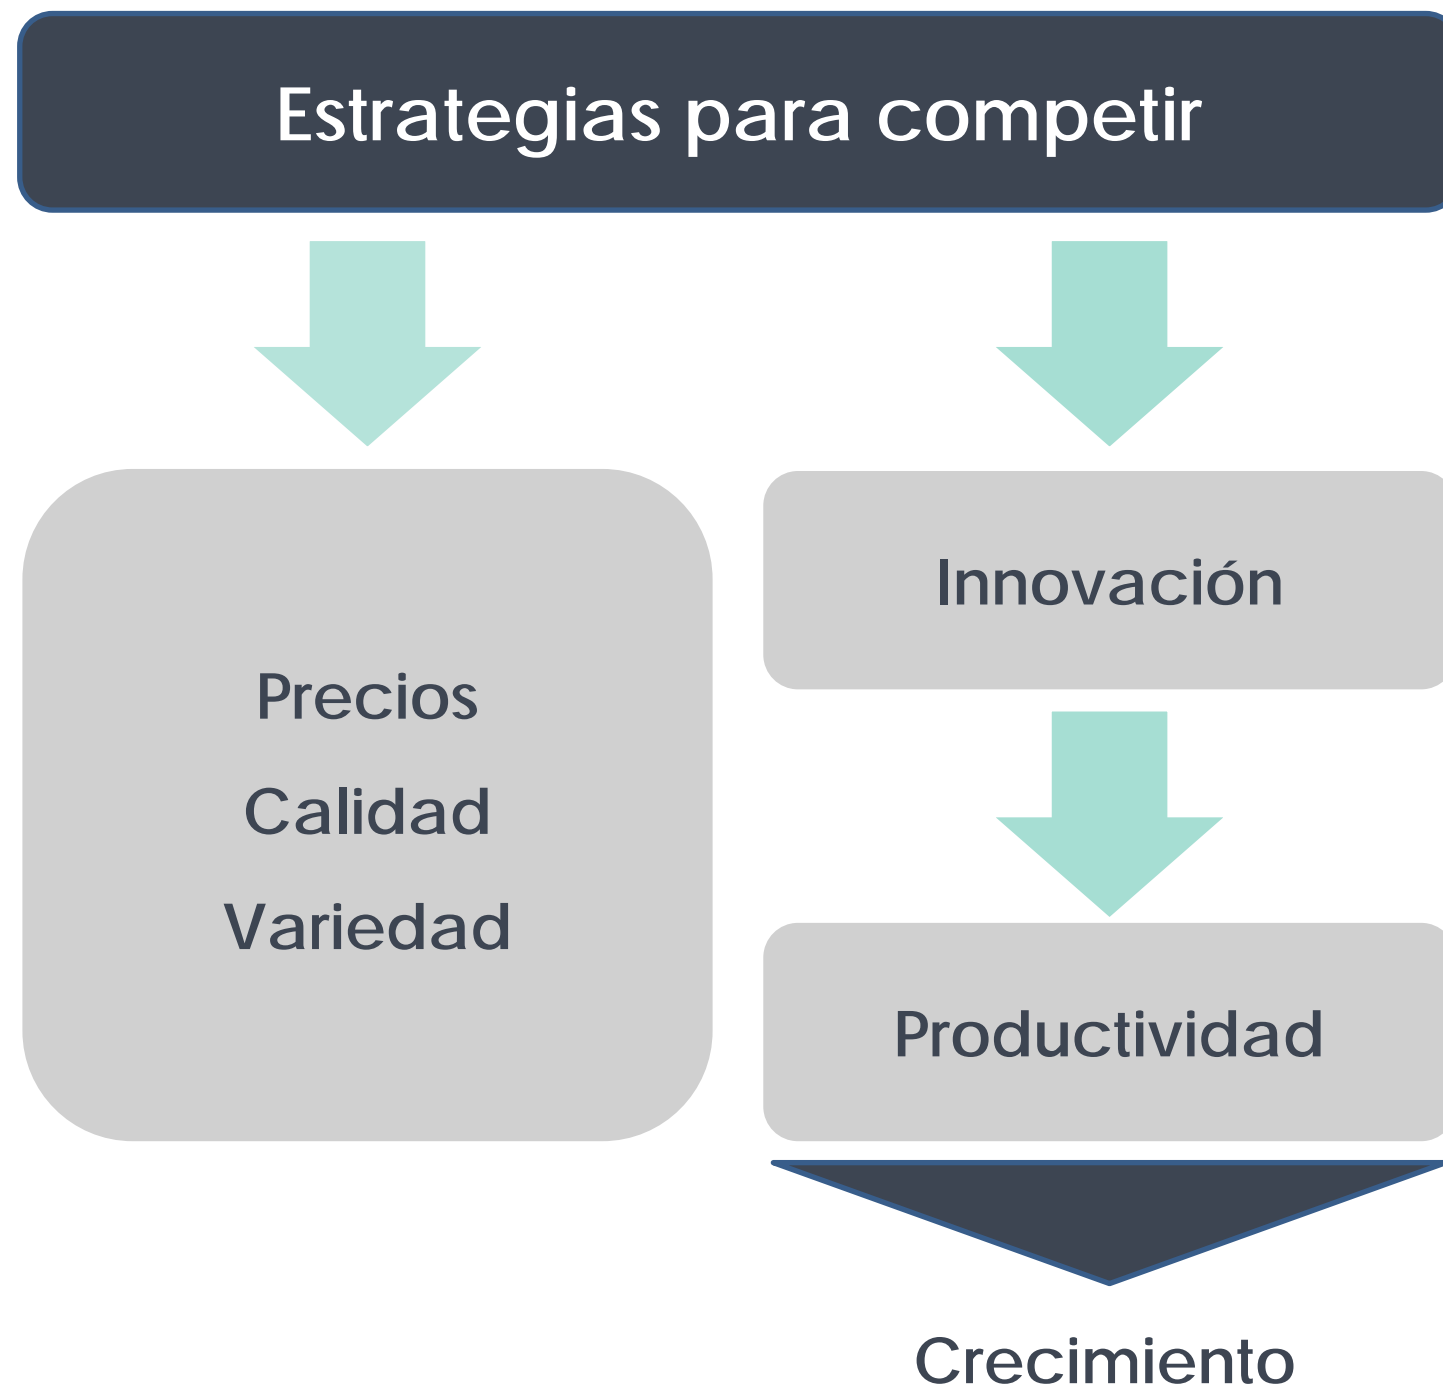 Estrategias para competir
Precios
Calidad
Variedad
Innovación
Productividad
Crecimiento